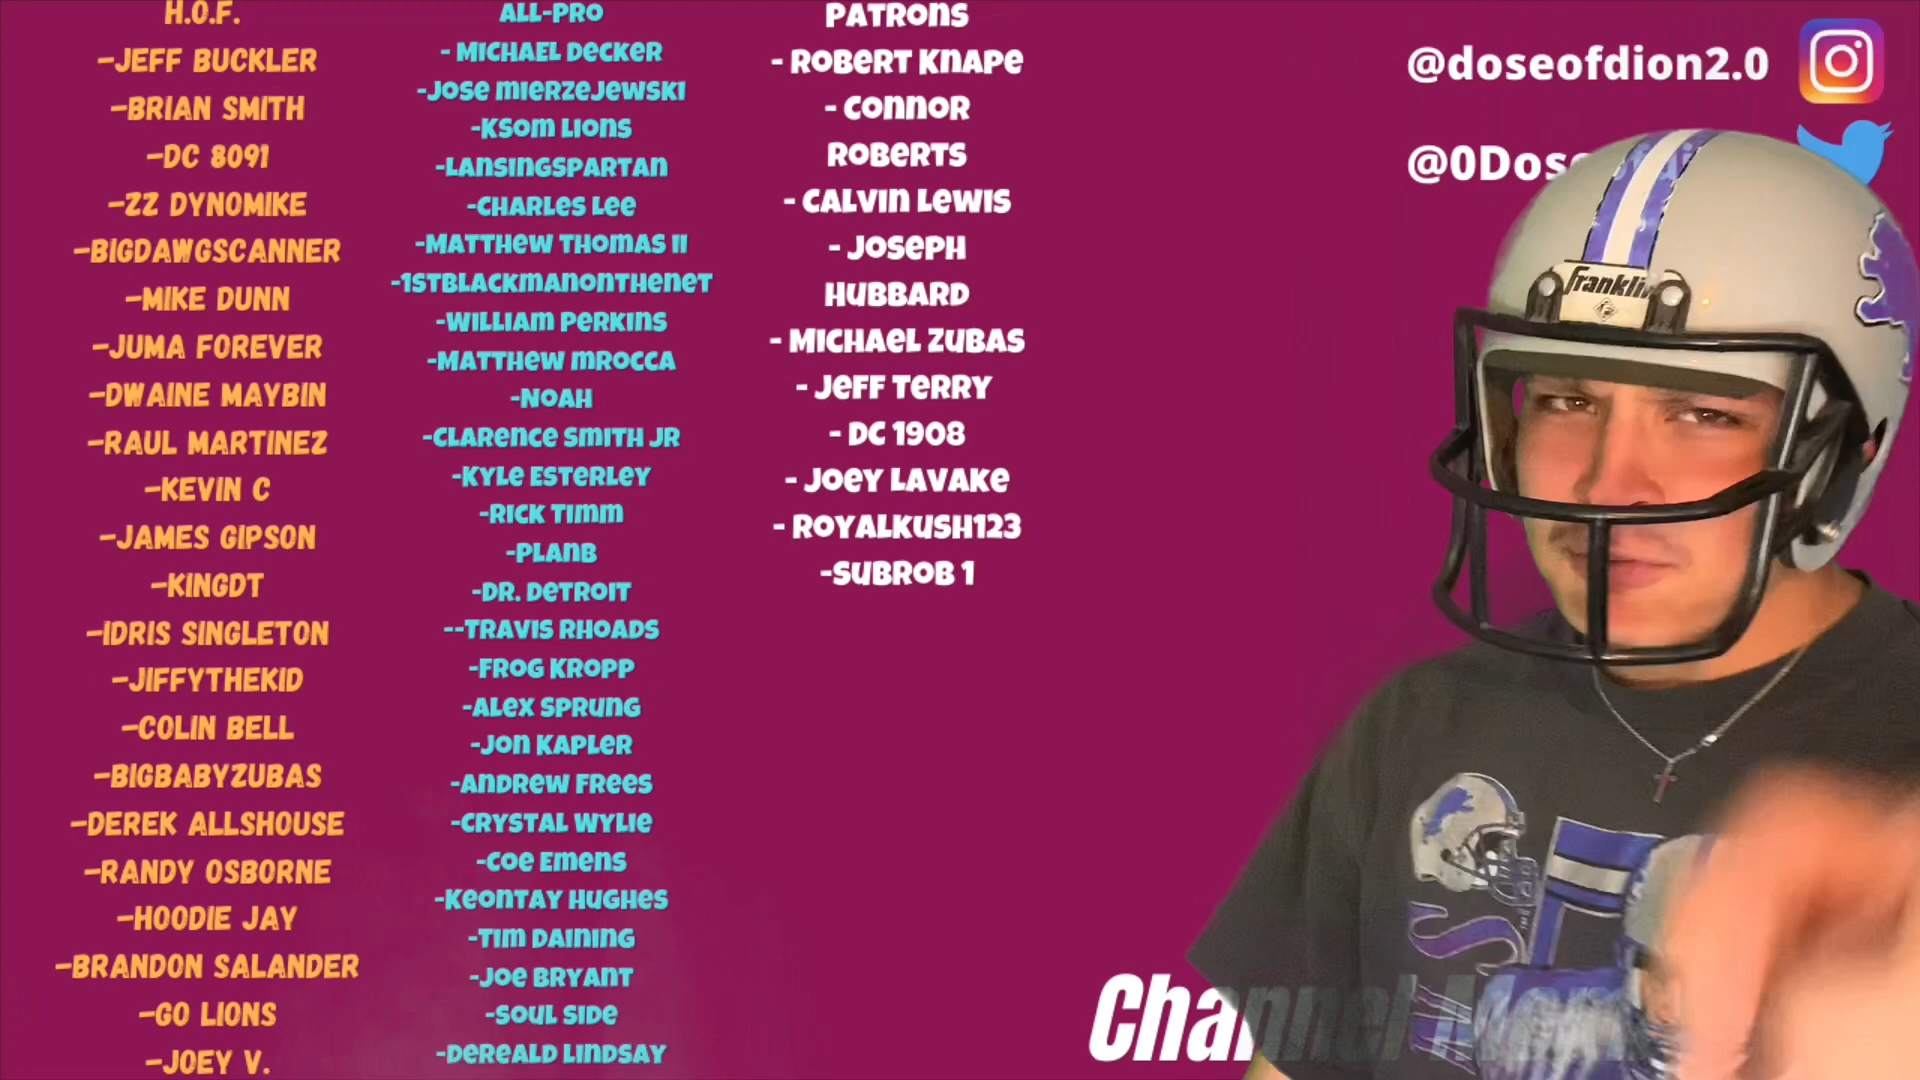 H.O.F.
-JEFF BUCKLER
-BRIAN SMITH
-DC 8091
-ZZ DYNOMIKE
-BIGDAWGSCANNER
-MIKE DUNN
-JUMA FOREVER
-DWAINE MAYBIN
-RAUL MARTINEZ
-KEVIN C
-JAMES GIPSON
-KINGDT
-IDRIS SINGLETON
-JIFFYTHEKID
-COLIN BELL
-BIGBABYZUBAS
-DEREK ALLSHOUSE
-RANDY OSBORNE
-HOODIE JAY
-BRANDON SALANDER
-GO LIONS
-JOEY V.
ALL-PRO
- MICHAEL DECKER
-JOSE MIERZEJEWSKI
-KSOM LIONS
-LANSINGSPARTAN
-CHARLES LEE
-MATTHEW THOMAS II
-1STBLACKMANONTHENET
-WILLIAM PERKINS
-MATTHEW MROCCA
-NOAH
-CLARENCE SMITH JR
-KYLE ESTERLEY
-RICK TIMM
-PLANB
-DR. DETROIT
--TRAVIS RHOADS
-FROG KROPP
-ALEX SPRUNG
-JON KAPLER
-ANDREW FREES
-CRYSTAL WYLIE
-COE EMENS
-KEONTAY HUGHES
-TIM DAINING
-JOE BRYANT
-SOUL SIDE
-DEREALD LINDSAY
PATRONS
- ROBERT KNAPE
- CONNOR
ROBERTS
- CALVIN LEWIS
- JOSEPH
HUBBARD
- MICHAEL ZUBAS
- JEFF TERRY
- DC 1908
- JOEY LAVAKE
- ROYALKUSH123
-SUBROB 1
@doseofdion2.0
Franklin
Channel